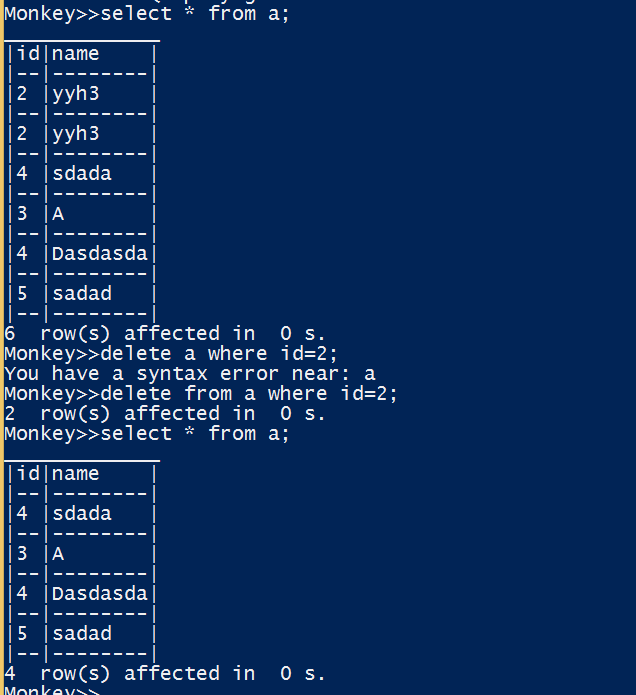 Monkey>>select * from a;
_____________
|id|name    |
|--|--------|
|2 |yyh3    |
|--|--------|
|2 |yyh3    |
|--|--------|
|4 |sdada   |
|--|--------|
|3 |A       |
|--|--------|
|4 |Dasdasda|
|--|--------|
|5 |sadad   |
|--|--------|
6  row(s) affected in  0 s.
Monkey>>delete a where id=2;
You have a syntax error near: a
Monkey>>delete from a where id=2;
2  row(s) affected in  0 s.
Monkey>>select * from a;
_____________
|id|name    |
|--|--------|
|4 |sdada   |
|--|--------|
|3 |A       |
|--|--------|
|4 |Dasdasda|
|--|--------|
|5 |sadad   |
|--|--------|
4  row(s) affected in  0 s.
Monkey>>